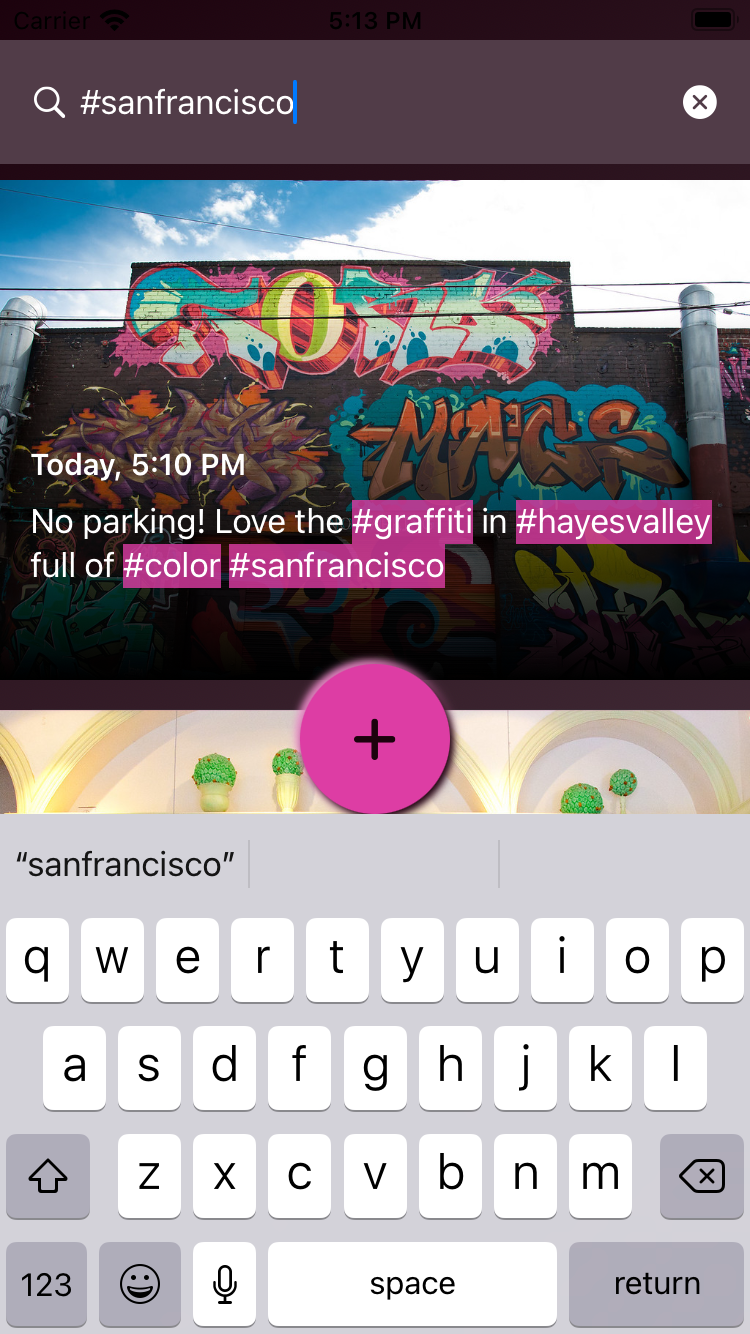 Carrier 5:13 PM
#sanfrancisco
MAGS
Today, 5:10 PM
No parking! Love the #graffiti in #hayesvalley
full of #color #sanfrancisco
“sanfrancisco”
q w e r t y u i o p
a s d f g h j k l
z x c v b n m
123 space return